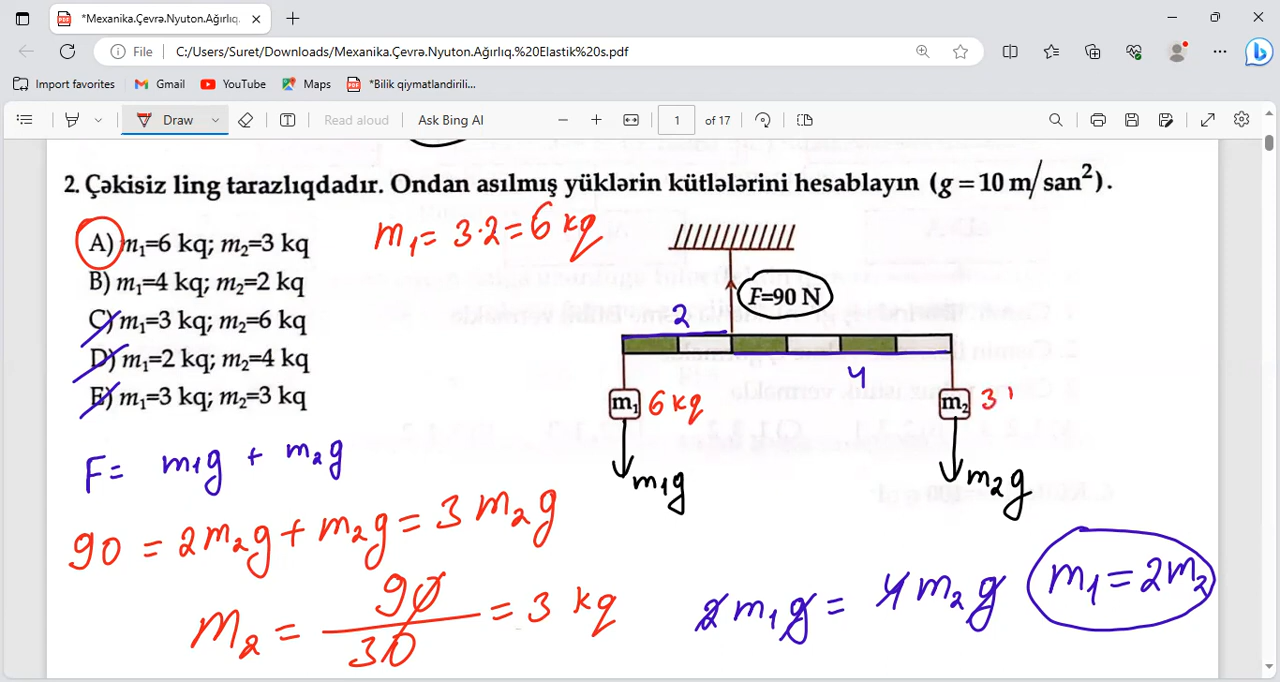 *Mexanika.Çevrə.Nyuton.Ağırlıq.
File C:/Users/Suret/Downloads/Mexanika.Çevrə.Nyuton.Ağırlıq.%20Elastik%20s.pdf
Import favorites Gmail YouTube Maps *Bilik qiymatlandirili...
Draw Read aloud Ask Bing AI 1 of 17
2. Çəkisiz ling tarazlıqdadır. Ondan asılmış yüklərin kütlələrini hesablayın (g = 10 m/san²).
A) m₁=6 kq; m₂=3 kq
B) m₁=4 kq; m₂=2 kq
C) m₁=3 kq; m₂=6 kq
D) m₁=2 kq; m₂=4 kq
E) m₁=3 kq; m₂=3 kq
m₁ = 3·2 = 6 kq
F=90 N
2
4
m₁ 6 kq
m₂ 3
m₁g
m₂g
F = m₁g + m₂g
90 = 2m₂g + m₂g = 3 m₂g
m₂ = 90/30 = 3 kq
2m₁g = 4m₂g
m₁ = 2m₂